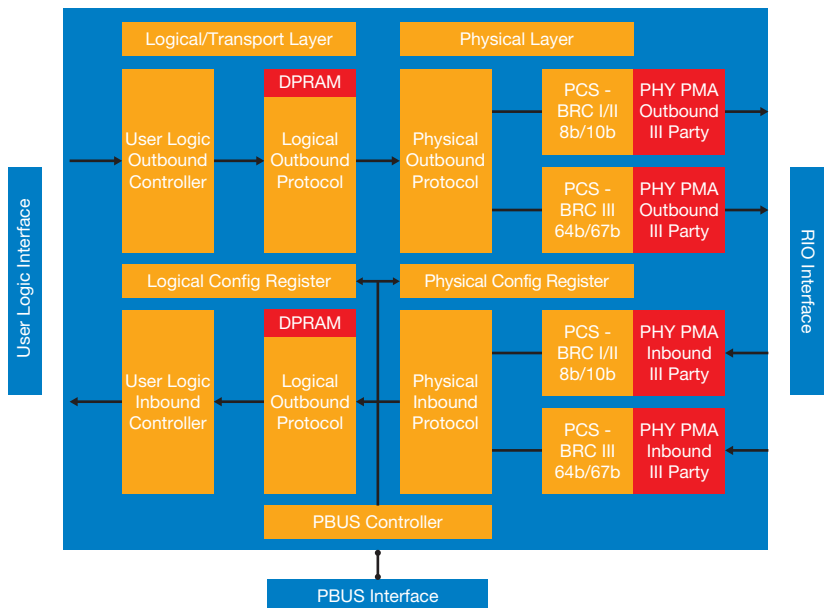 Logical/Transport Layer
Physical Layer
User Logic
Outbound
Controller
DPRAM
Logical
Outbound
Protocol
Physical
Outbound
Protocol
PCS -
BRC I/II
8b/10b
PHY PMA
Outbound
III Party
PCS -
BRC III
64b/67b
PHY PMA
Outbound
III Party
User Logic Interface
RIO Interface
Logical Config Register
Physical Config Register
User Logic
Inbound
Controller
DPRAM
Logical
Outbound
Protocol
Physical
Inbound
Protocol
PCS -
BRC I/II
8b/10b
PHY PMA
Inbound
III Party
PCS -
BRC III
64b/67b
PHY PMA
Inbound
III Party
PBUS Controller
PBUS Interface